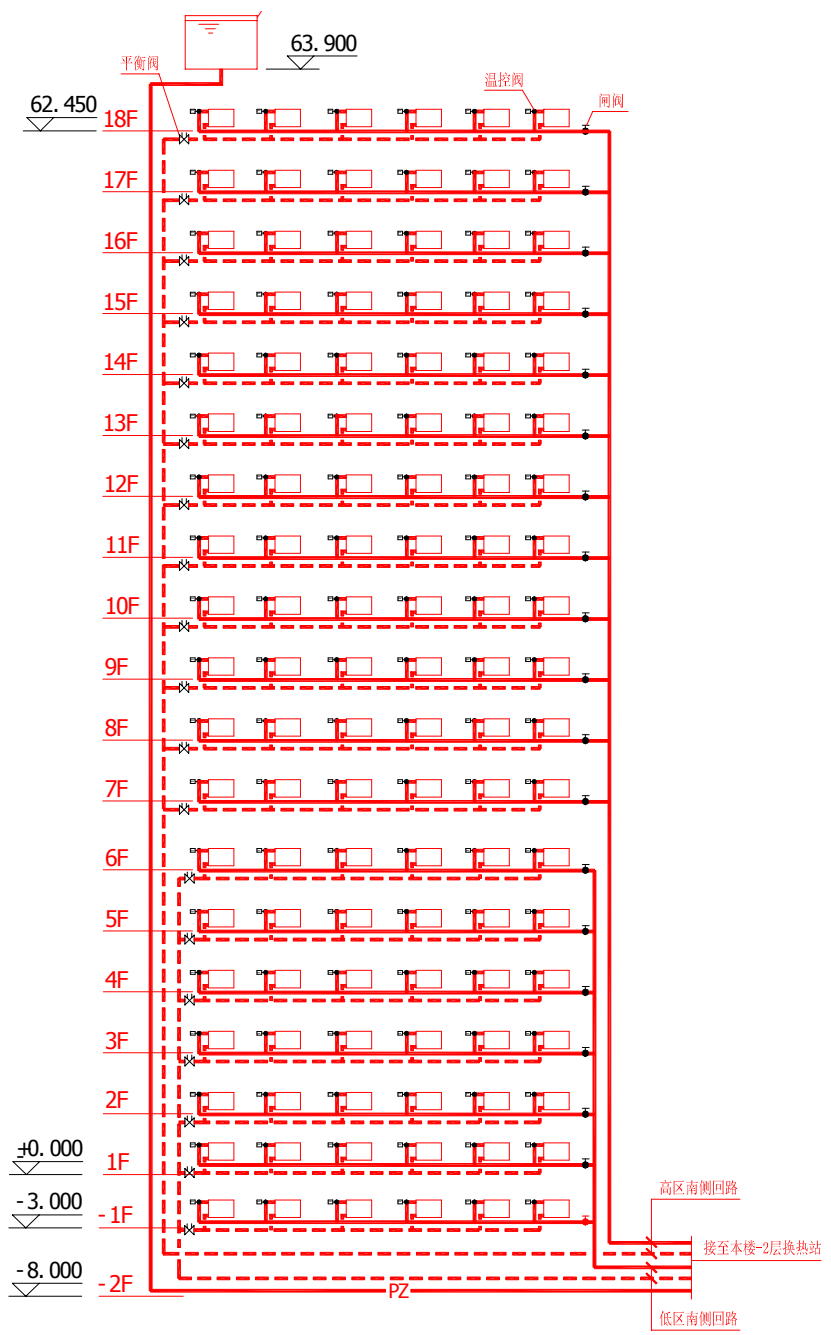 63.900
平衡阀
温控阀
闸阀
62.450
18F
17F
16F
15F
14F
13F
12F
11F
10F
9F
8F
7F
6F
5F
4F
3F
2F
±0.000
1F
-3.000
-1F
高区南侧回路
接至本楼-2层换热站
-8.000
-2F
PZ
低区南侧回路